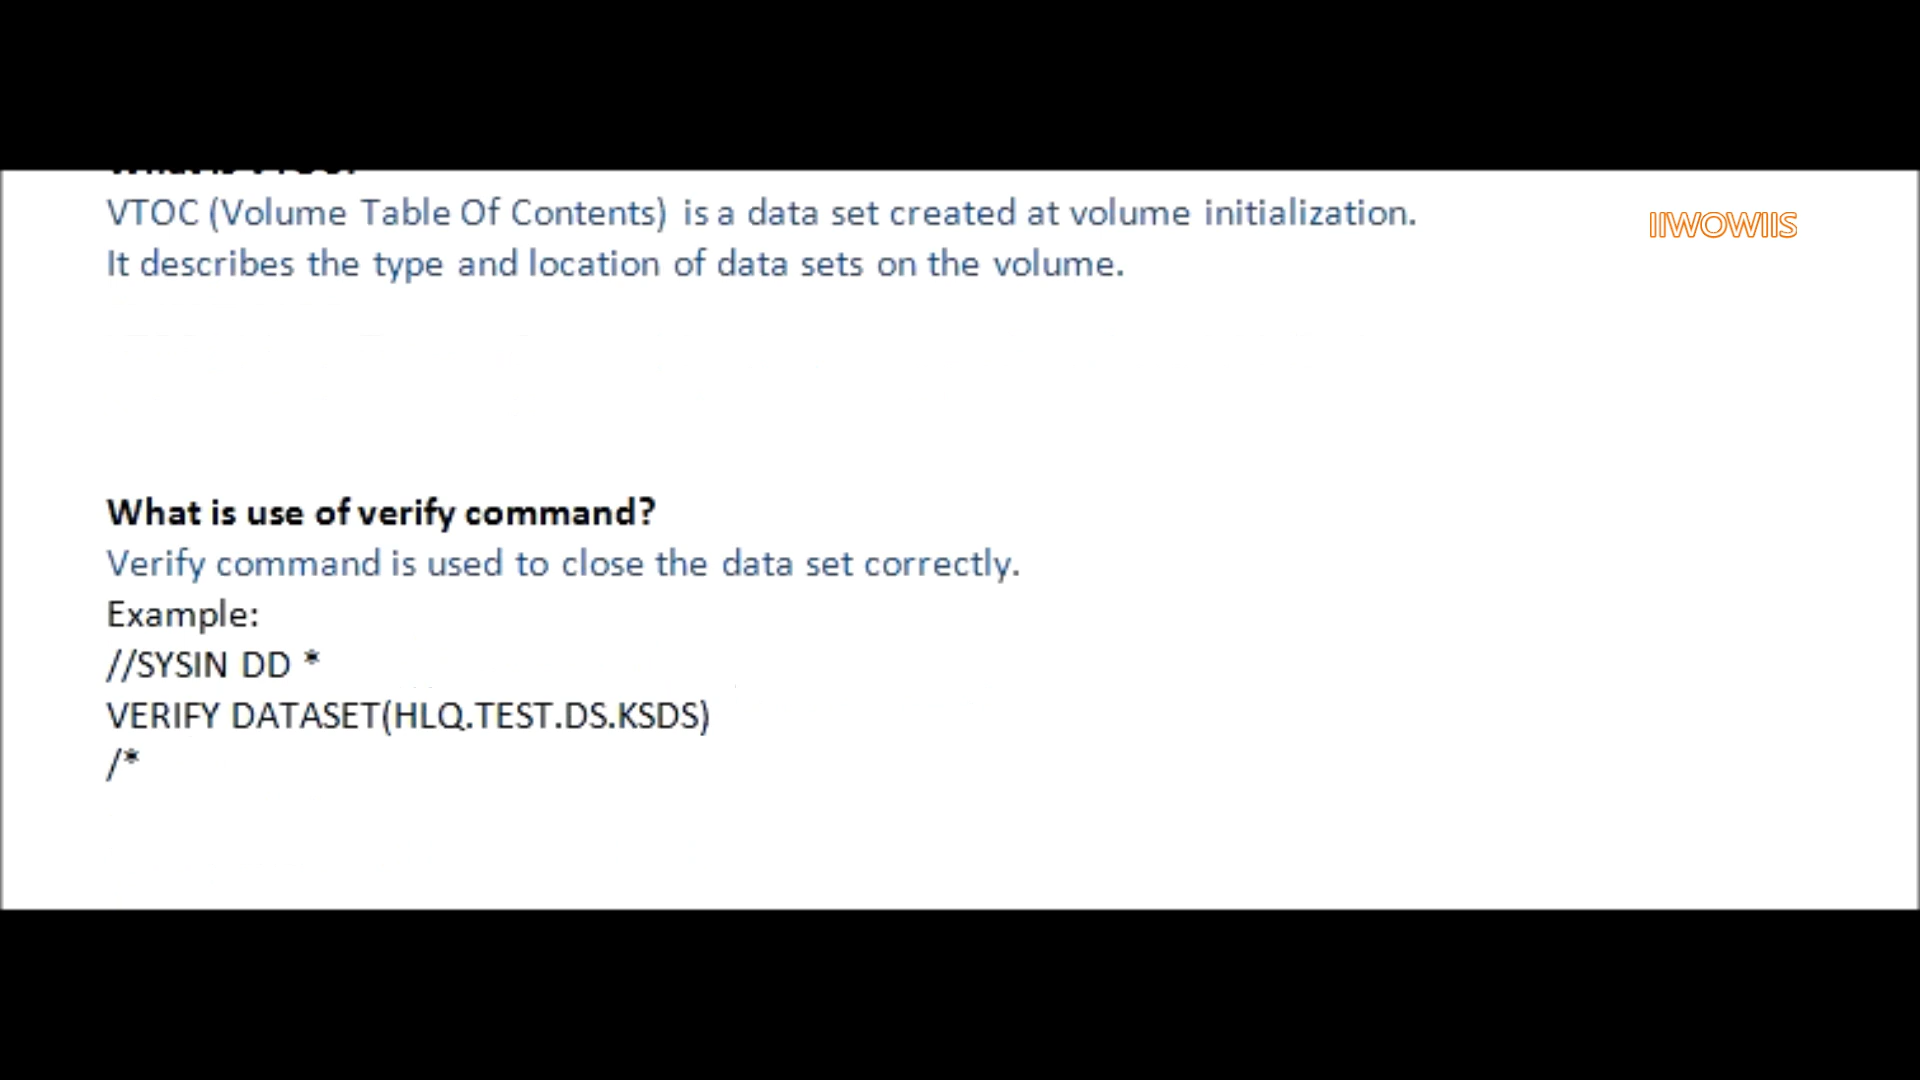 VTOC (Volume Table Of Contents) is a data set created at volume initialization.
It describes the type and location of data sets on the volume.
IIWOWIIS
What is use of verify command?
Verify command is used to close the data set correctly.
Example:
//SYSIN DD *
VERIFY DATASET(HLQ.TEST.DS.KSDS)
/*